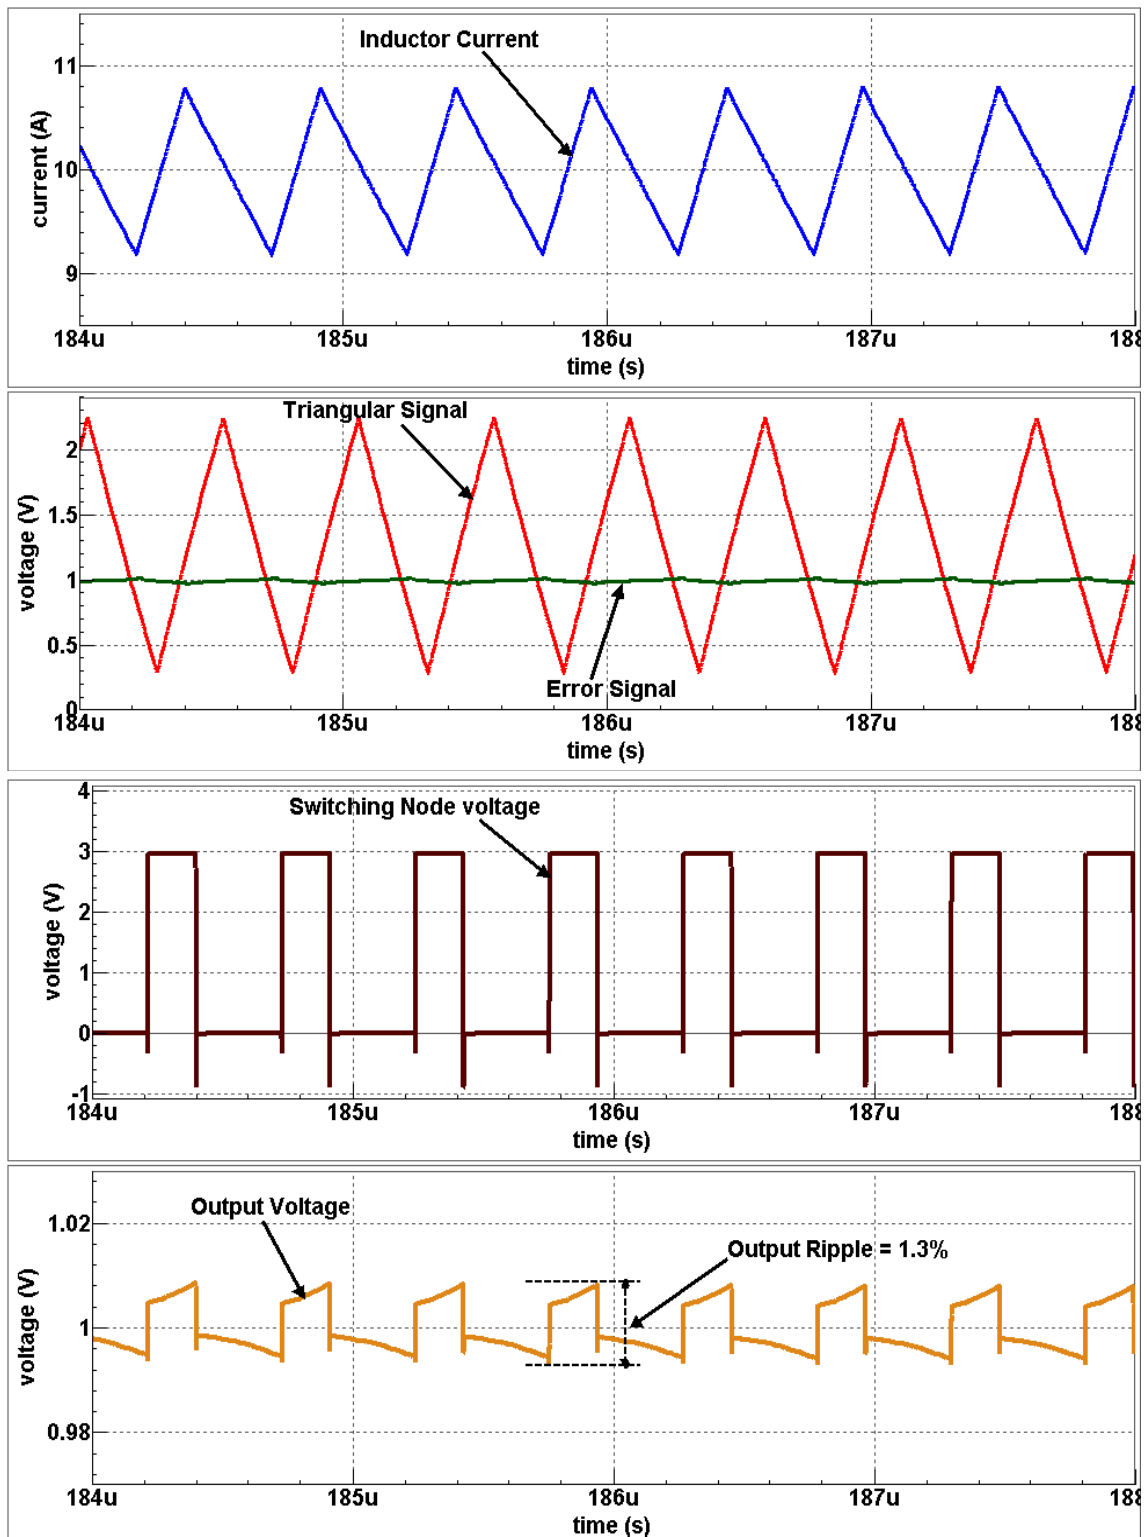 Inductor Current
11
10
9
current (A)
184u
185u
186u
187u
188
time (s)
Triangular Signal
2
1.5
1
0.5
0
voltage (V)
Error Signal
184u
185u
186u
187u
188
time (s)
Switching Node voltage
4
3
2
1
0
-1
voltage (V)
184u
185u
186u
187u
188
time (s)
Output Voltage
Output Ripple = 1.3%
1.02
1
0.98
voltage (V)
184u
185u
186u
187u
188
time (s)